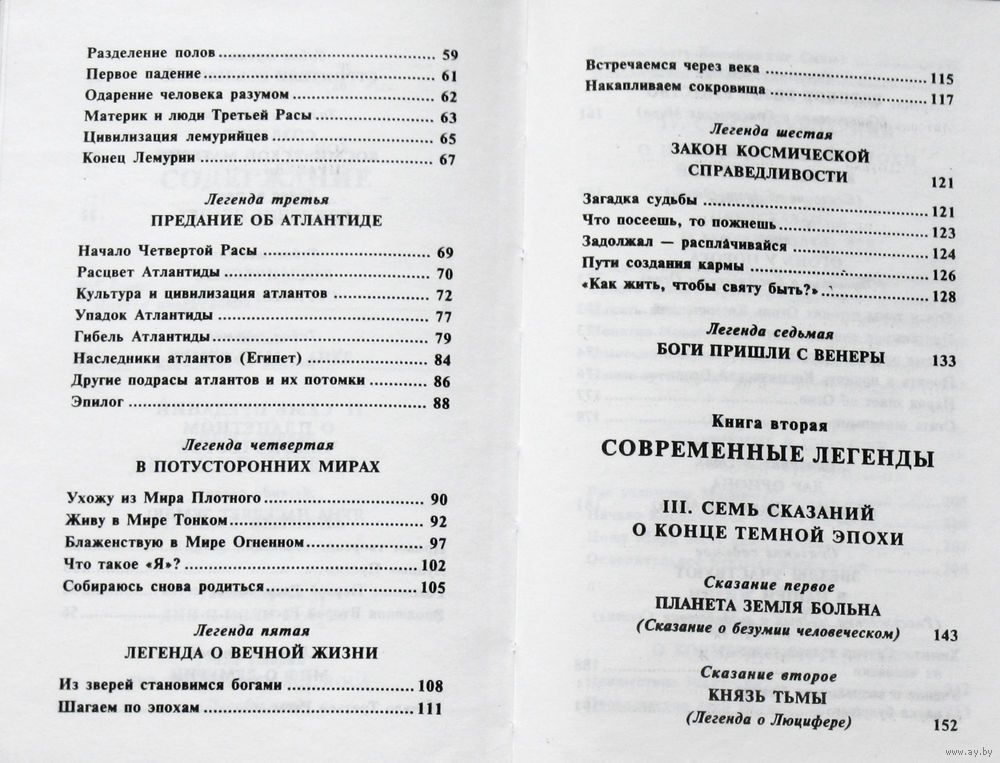 Разделение полов 59
Первое падение 61
Одарение человека разумом 62
Материк и люди Третьей Расы 63
Цивилизация лемурийцев 65
Конец Лемурии 67
Легенда третья
ПРЕДАНИЕ ОБ АТЛАНТИДЕ
Начало Четвертой Расы 69
Расцвет Атлантиды 70
Культура и цивилизация атлантов 72
Упадок Атлантиды 77
Гибель Атлантиды 79
Наследники атлантов (Египет) 84
Другие подрасы атлантов и их потомки 86
Эпилог 88
Легенда четвертая
В ПОТУСТОРОННИХ МИРАХ
Ухожу из Мира Плотного 90
Живу в Мире Тонком 92
Блаженствую в Мире Огненном 97
Что такое «Я»? 102
Собираюсь снова родиться 105
Легенда пятая
ЛЕГЕНДА О ВЕЧНОЙ ЖИЗНИ
Из зверей становимся богами 108
Шагаем по эпохам 111
Встречаемся через века 115
Накапливаем сокровища 117
Легенда шестая
ЗАКОН КОСМИЧЕСКОЙ
СПРАВЕДЛИВОСТИ 121
Загадка судьбы 121
Что посеешь, то пожнешь 123
Задолжал — расплачивайся 124
Пути создания кармы 126
«Как жить, чтобы святу быть?» 128
Легенда седьмая
БОГИ ПРИШЛИ С ВЕНЕРЫ 133
Книга вторая
СОВРЕМЕННЫЕ ЛЕГЕНДЫ
III. СЕМЬ СКАЗАНИЙ
О КОНЦЕ ТЕМНОЙ ЭПОХИ
Сказание первое
ПЛАНЕТА ЗЕМЛЯ БОЛЬНА
(Сказание о безумии человеческом) 143
Сказание второе
КНЯЗЬ ТЬМЫ
(Легенда о Люцифере) 152
www.ay.by